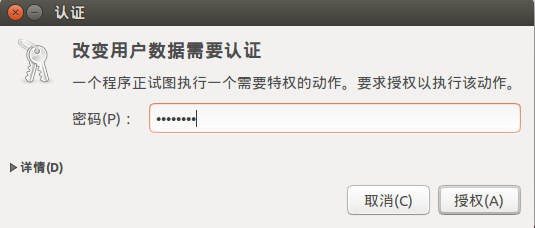 认证
改变用户数据需要认证
一个程序正试图执行一个需要特权的动作。要求授权以执行该动作。
密码(P)：
••••••••
详情(D)
取消(C) 授权(A)